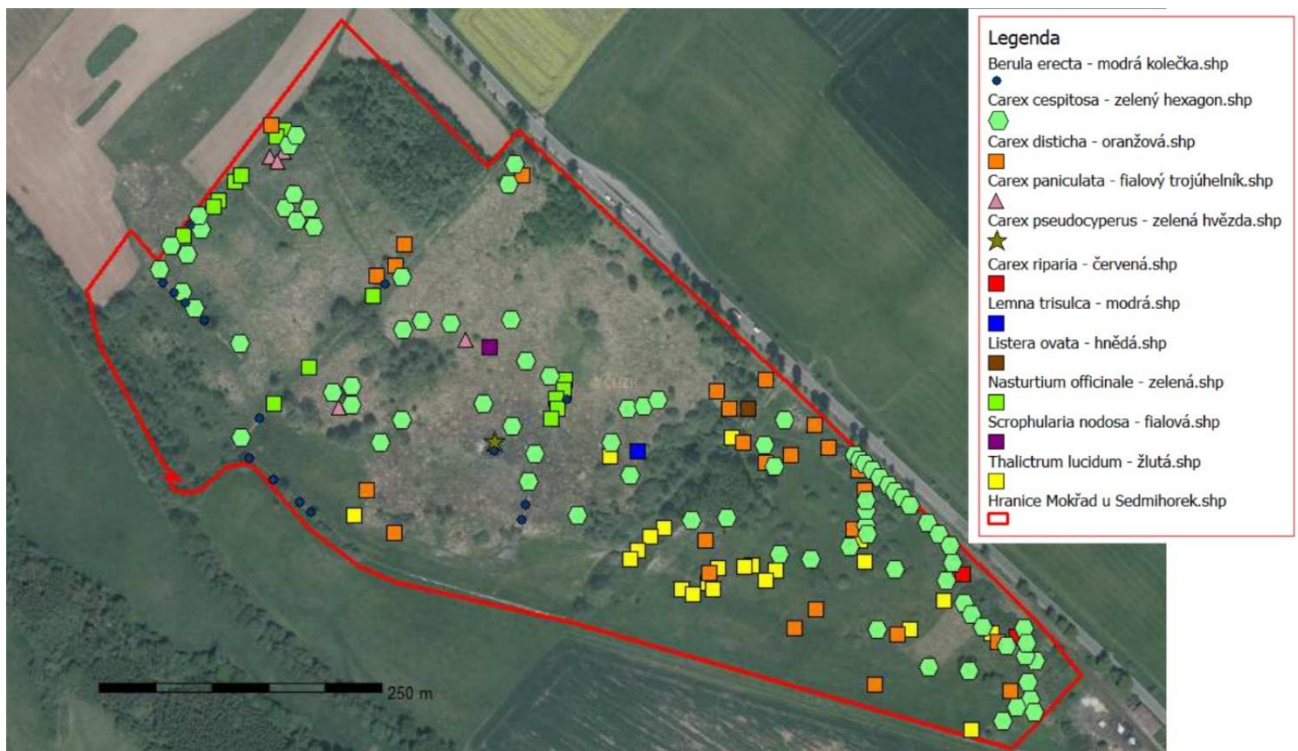 Legenda
Berula erecta - modrá kolečka.shp
Carex cespitosa - zelený hexagon.shp
Carex disticha - oranžová.shp
Carex paniculata - fialový trojúhelník.shp
Carex pseudocyperus - zelená hvězda.shp
Carex riparia - červená.shp
Lemna trisulca - modrá.shp
Listera ovata - hnědá.shp
Nasturtium officinale - zelená.shp
Scrophularia nodosa - fialová.shp
Thalictrum lucidum - žlutá.shp
Hranice Mokřad u Sedmihorek.shp
© ČÚZK
250 m